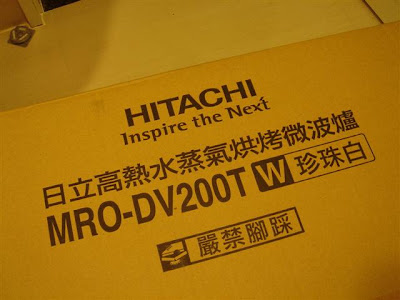 HITACHI
Inspire the Next
日立高熱水蒸氣烘烤微波爐
MRO-DV200T W 珍珠白
嚴禁腳踩